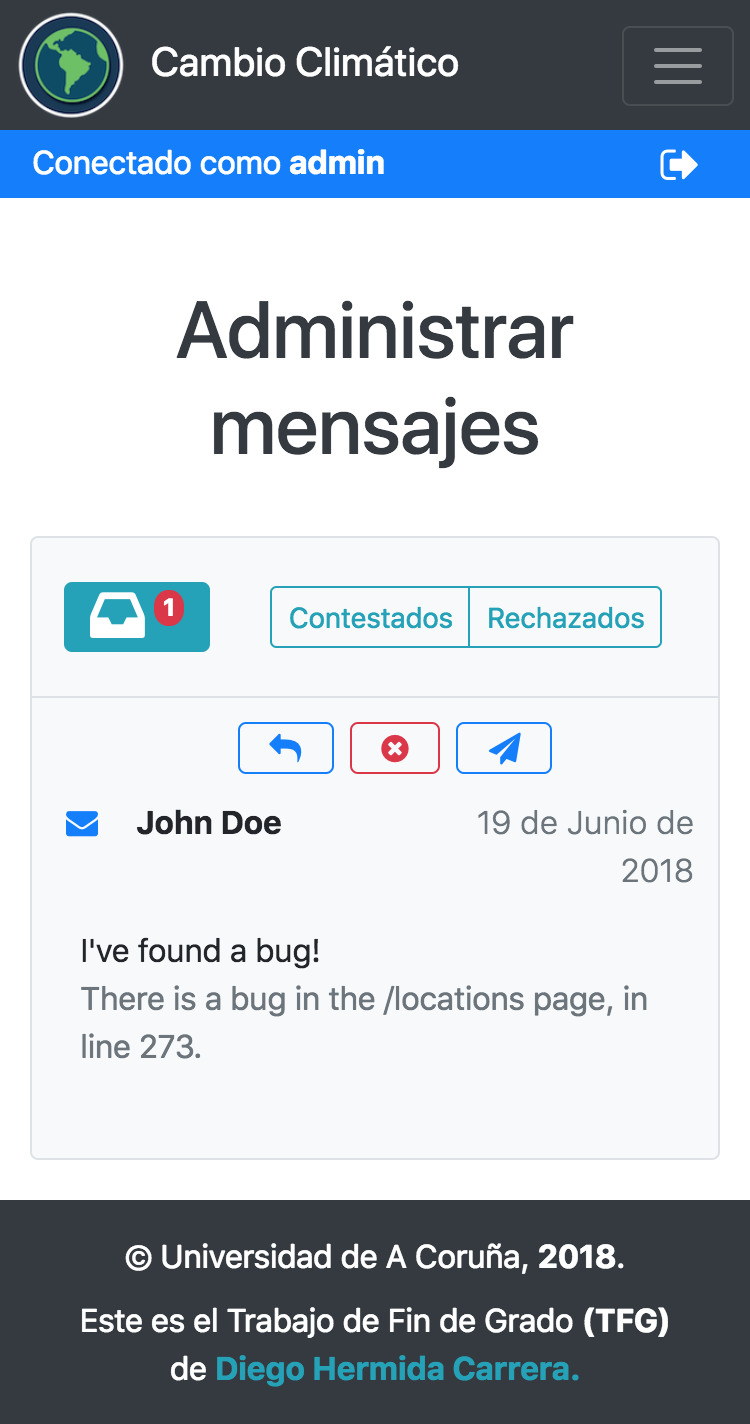 Cambio Climático
Conectado como admin
Administrar
mensajes
1
Contestados Rechazados
John Doe 19 de Junio de
2018
I've found a bug!
There is a bug in the /locations page, in
line 273.
© Universidad de A Coruña, 2018.
Este es el Trabajo de Fin de Grado (TFG)
de Diego Hermida Carrera.